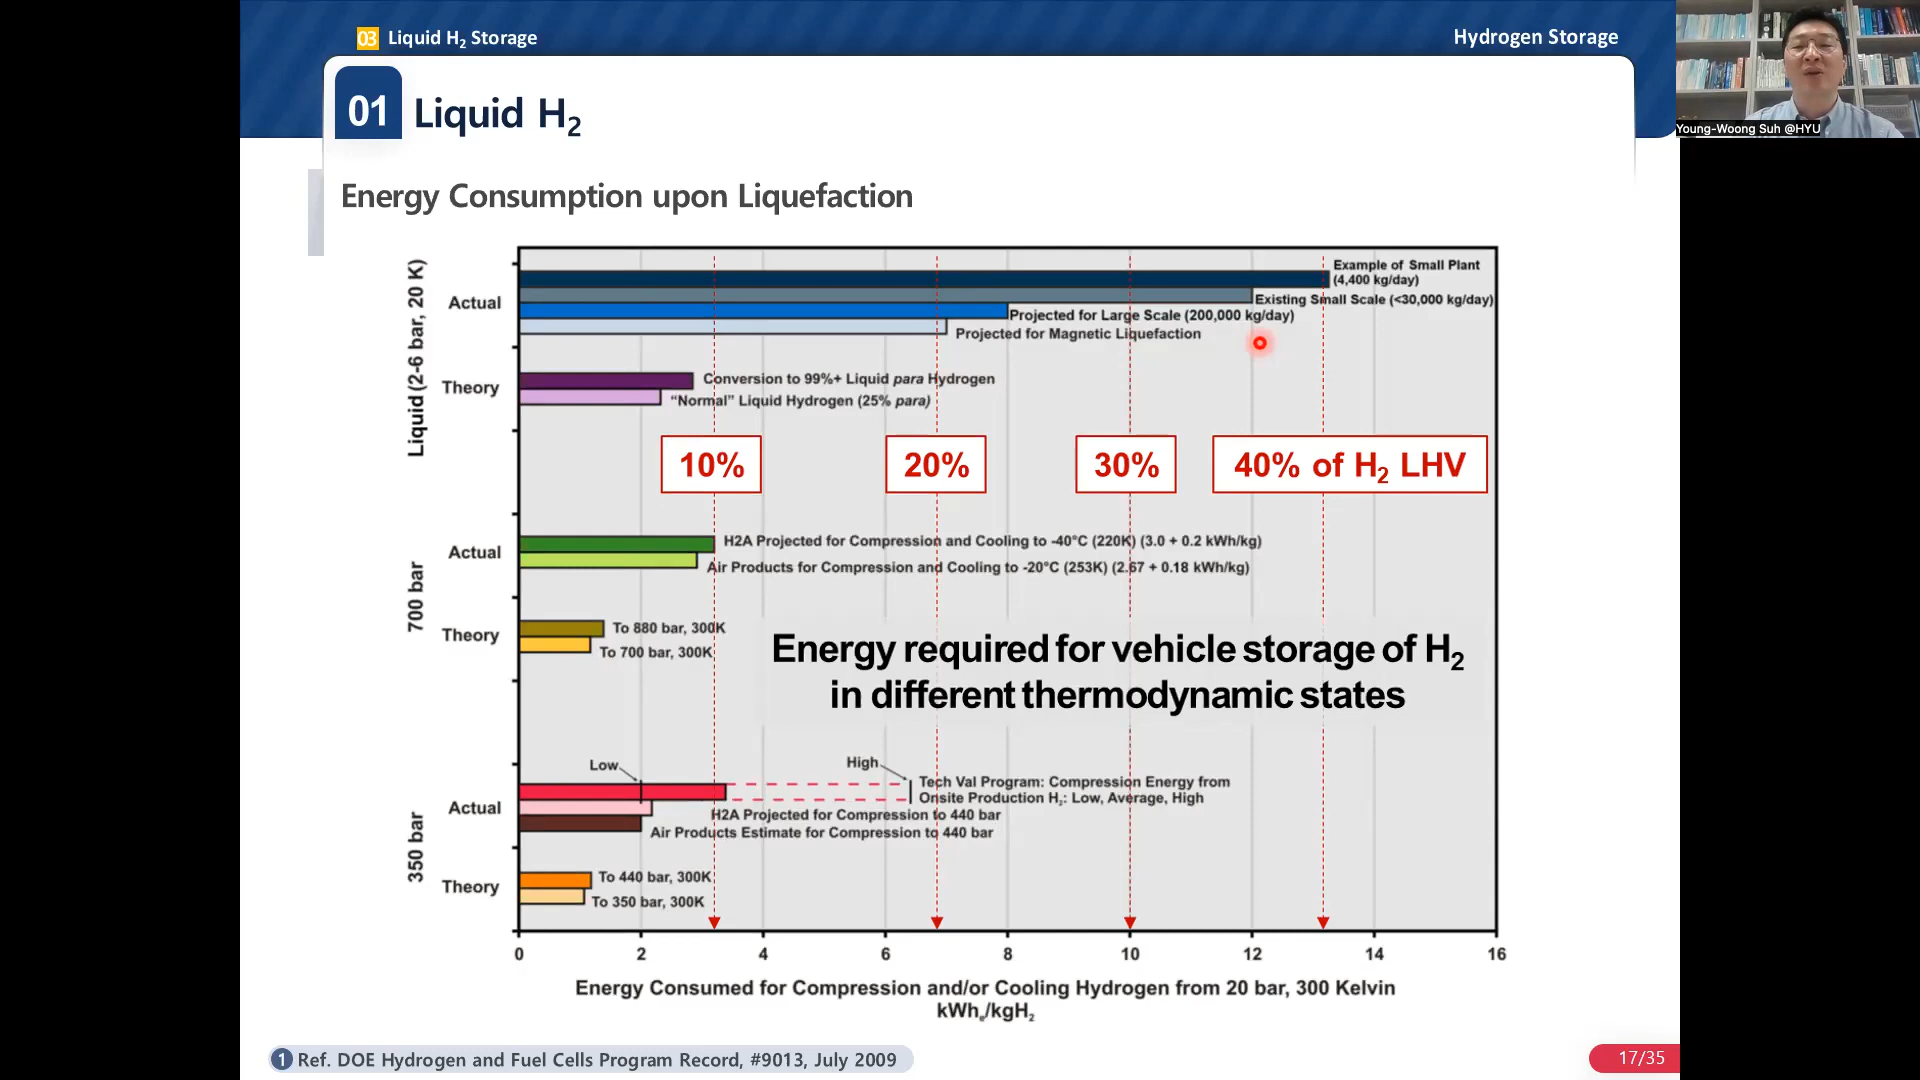 03 Liquid H₂ Storage
Hydrogen Storage
01 Liquid H₂
Young-Woong Suh @HYU
Energy Consumption upon Liquefaction
Liquid (2-6 bar, 20 K)
Actual
Example of Small Plant
(4,400 kg/day)
Existing Small Scale (<30,000 kg/day)
Projected for Large Scale (200,000 kg/day)
Projected for Magnetic Liquefaction
Theory
Conversion to 99%+ Liquid para Hydrogen
“Normal” Liquid Hydrogen (25% para)
10%
20%
30%
40% of H₂ LHV
700 bar
Actual
H2A Projected for Compression and Cooling to -40°C (220K) (3.0 + 0.2 kWh/kg)
Air Products for Compression and Cooling to -20°C (253K) (2.67 + 0.18 kWh/kg)
Theory
To 880 bar, 300K
To 700 bar, 300K
Energy required for vehicle storage of H₂
in different thermodynamic states
350 bar
Actual
Low
High
Tech Val Program: Compression Energy from
Onsite Production H₂: Low, Average, High
H2A Projected for Compression to 440 bar
Air Products Estimate for Compression to 440 bar
Theory
To 440 bar, 300K
To 350 bar, 300K
0 2 4 6 8 10 12 14 16
Energy Consumed for Compression and/or Cooling Hydrogen from 20 bar, 300 Kelvin
kWhₑ/kgH₂
1 Ref. DOE Hydrogen and Fuel Cells Program Record, #9013, July 2009
17/35